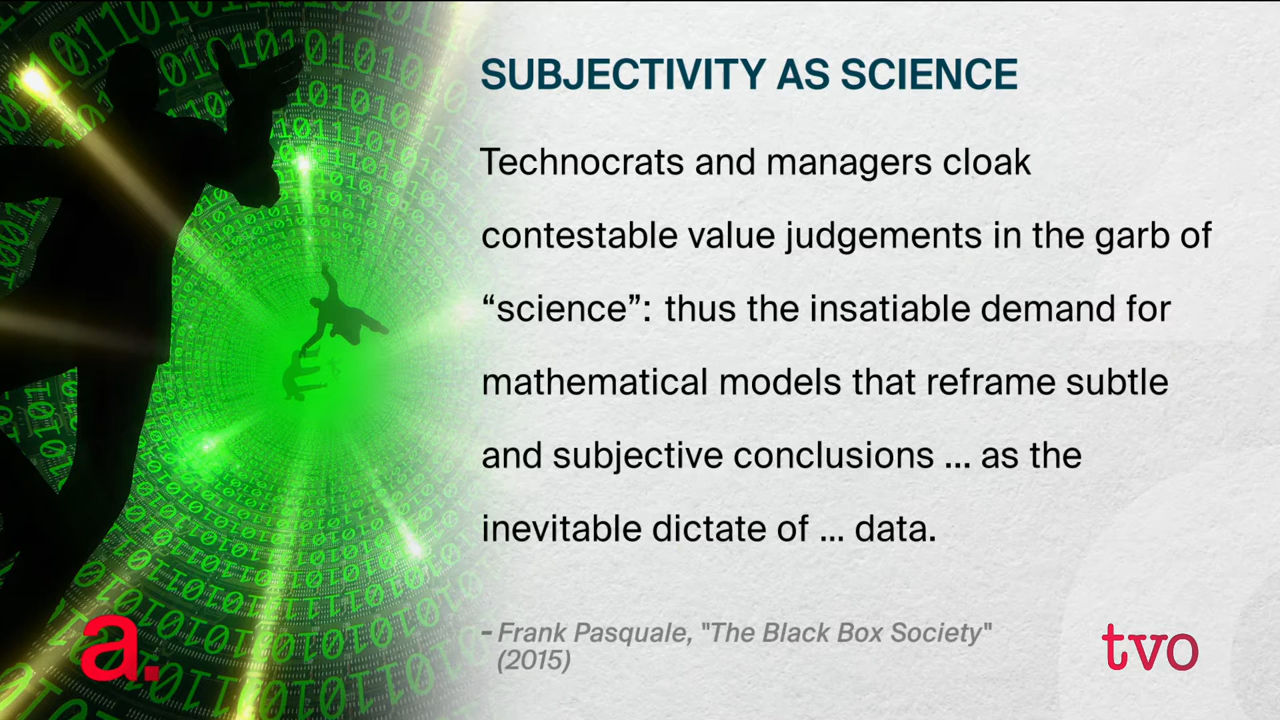 SUBJECTIVITY AS SCIENCE
Technocrats and managers cloak
contestable value judgements in the garb of
“science”: thus the insatiable demand for
mathematical models that reframe subtle
and subjective conclusions ... as the
inevitable dictate of ... data.
– Frank Pasquale, "The Black Box Society"
(2015)
a.
tvo